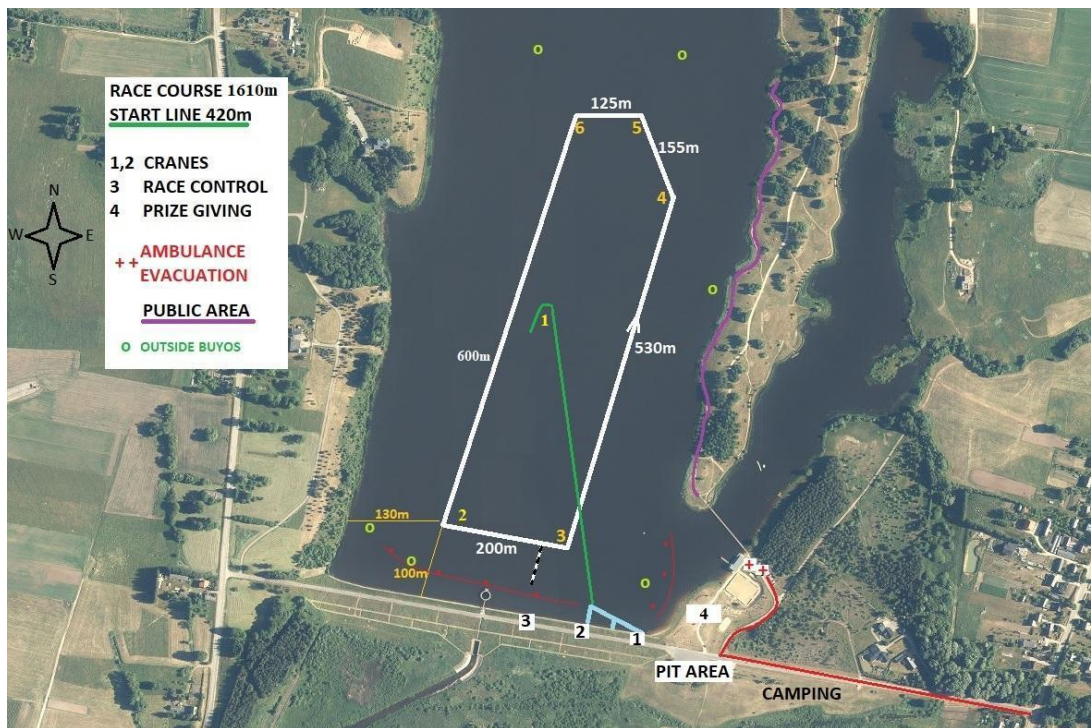 RACE COURSE 1610m
START LINE 420m
1,2 CRANES
3 RACE CONTROL
4 PRIZE GIVING
++ AMBULANCE
EVACUATION
PUBLIC AREA
o OUTSIDE BUYOS
N
W E
S
o
o
125m
6 5
155m
4
o
1
530m
600m
2
130m
o
3
200m
o
100m
o
++
4
3
2
1
PIT AREA
CAMPING